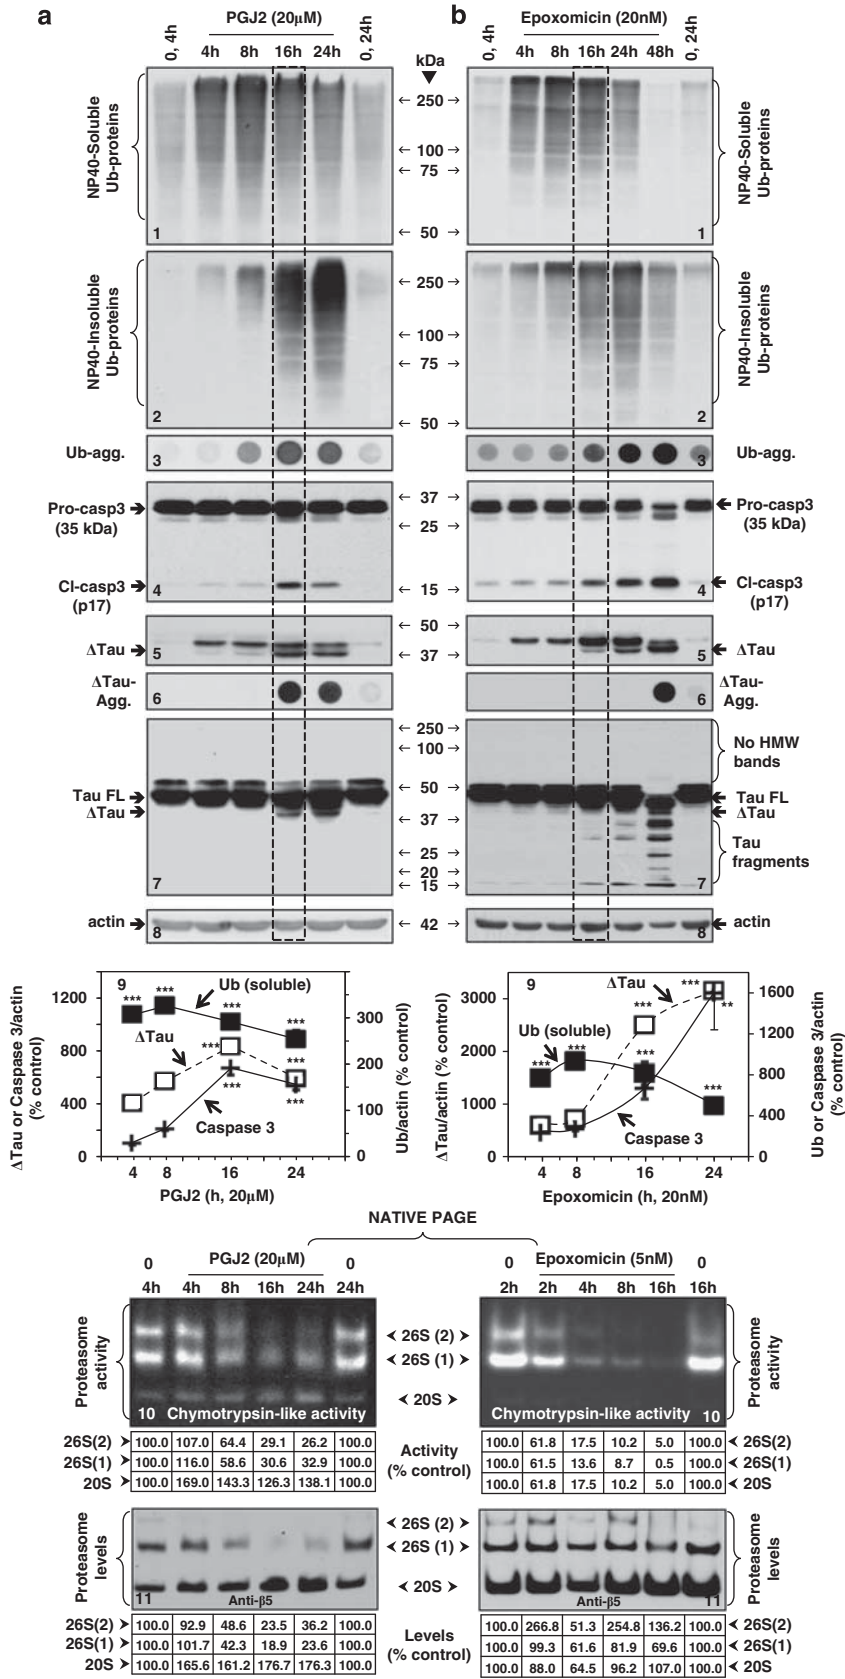 a
PGJ2 (20μM)
0, 4h 4h 8h 16h 24h 0, 24h
kDa
b
Epoxomicin (20nM)
0, 4h 4h 8h 16h 24h 48h 0, 24h
NP40-Soluble
Ub-proteins
1
← 250 →
← 100 →
← 75 →
← 50 →
1
NP40-Soluble
Ub-proteins
NP40-Insoluble
Ub-proteins
2
← 250 →
← 100 →
← 75 →
← 50 →
2
NP40-Insoluble
Ub-proteins
Ub-agg.
3
3
Ub-agg.
Pro-casp3
(35 kDa)
Cl-casp3
(p17)
4
← 37 →
← 25 →
← 15 →
4
Pro-casp3
(35 kDa)
Cl-casp3
(p17)
ΔTau
5
← 50 →
← 37 →
5
ΔTau
ΔTau-
Agg.
6
6
ΔTau-
Agg.
Tau FL
ΔTau
7
← 250 →
← 100 →
← 50 →
← 37 →
← 25 →
← 20 →
← 15 →
7
No HMW
bands
Tau FL
ΔTau
Tau
fragments
actin
8
← 42 →
8
actin
ΔTau or Caspase 3/actin
(% control)
1200
800
400
0
9
Ub (soluble)
ΔTau
Caspase 3
*** *** *** ***
*** ***
*** ***
300
200
100
0
Ub/actin (% control)
4 8 16 24
PGJ2 (h, 20μM)
ΔTau/actin (% control)
3000
2000
1000
0
9
ΔTau
Ub (soluble)
Caspase 3
*** *** *** ***
*** ***
**
1600
1200
800
400
0
Ub or Caspase 3/actin
(% control)
4 8 16 24
Epoxomicin (h, 20nM)
NATIVE PAGE
0 PGJ2 (20μM) 0
4h 4h 8h 16h 24h 24h
0 Epoxomicin (5nM) 0
2h 2h 4h 8h 16h 16h
Proteasome
activity
10 Chymotrypsin-like activity
26S (2)
26S (1)
20S
Chymotrypsin-like activity 10
Proteasome
activity
26S(2) 100.0 107.0 64.4 29.1 26.2 100.0
26S(1) 100.0 116.0 58.6 30.6 32.9 100.0
20S 100.0 169.0 143.3 126.3 138.1 100.0
Activity
(% control)
100.0 61.8 17.5 10.2 5.0 100.0 26S(2)
100.0 61.5 13.6 8.7 0.5 100.0 26S(1)
100.0 61.8 17.5 10.2 5.0 100.0 20S
Proteasome
levels
11 Anti-β5
26S (2)
26S (1)
20S
Anti-β5 11
Proteasome
levels
26S(2) 100.0 92.9 48.6 23.5 36.2 100.0
26S(1) 100.0 101.7 42.3 18.9 23.6 100.0
20S 100.0 165.6 161.2 176.7 176.3 100.0
Levels
(% control)
100.0 266.8 51.3 254.8 136.2 100.0 26S(2)
100.0 99.3 61.6 81.9 69.6 100.0 26S(1)
100.0 88.0 64.5 96.2 107.0 100.0 20S